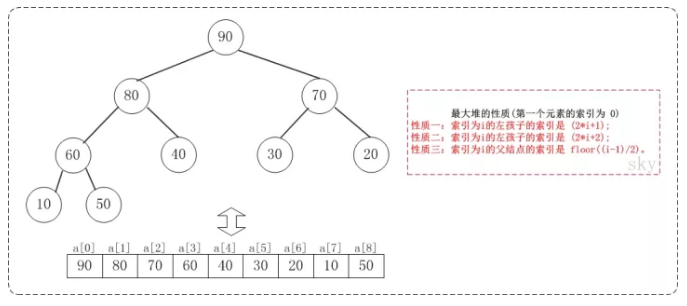 90
80
70
60
40
30
20
10
50
最大堆的性质(第一个元素的索引为 0)
性质一：索引为i的左孩子的索引是 (2*i+1);
性质二：索引为i的左孩子的索引是 (2*i+2);
性质三：索引为i的父结点的索引是 floor((i-1)/2)。
sky
a[0] a[1] a[2] a[3] a[4] a[5] a[6] a[7] a[8]
90 80 70 60 40 30 20 10 50